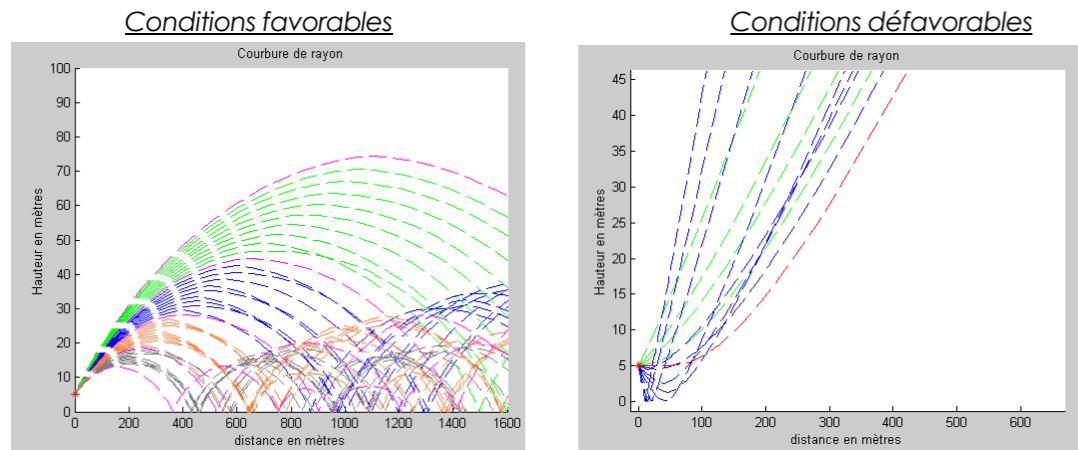 Conditions favorables
Courbure de rayon
100
90
80
70
60
50
40
30
20
10
0
Hauteur en mètres
0 200 400 600 800 1000 1200 1400 1600
distance en mètres
Conditions défavorables
Courbure de rayon
45
40
35
30
25
20
15
10
5
0
Hauteur en mètres
0 100 200 300 400 500 600
distance en mètres